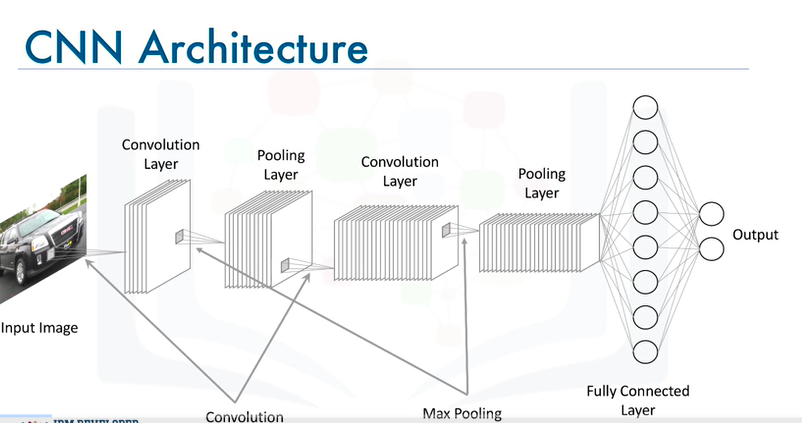 CNN Architecture
Convolution
Layer
Pooling
Layer
Convolution
Layer
Pooling
Layer
Output
Input Image
Fully Connected
Layer
Convolution
Max Pooling